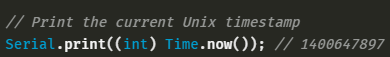 // Print the current Unix timestamp
Serial.print((int) Time.now()); // 1400647897